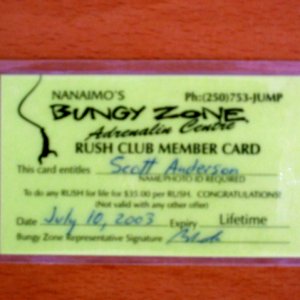 NANAIMO'S Ph:(250)753-JUMP
BUNGY ZONE
Adrenalin Centre
RUSH CLUB MEMBER CARD
This card entitles Scott Anderson
NAME/PHOTO ID REQUIRED
To do any RUSH for life for $35.00 per RUSH. CONGRATULATIONS!
(Not valid with any other offer)
Date July 10, 2003 Expiry Lifetime
Bungy Zone Representative Signature